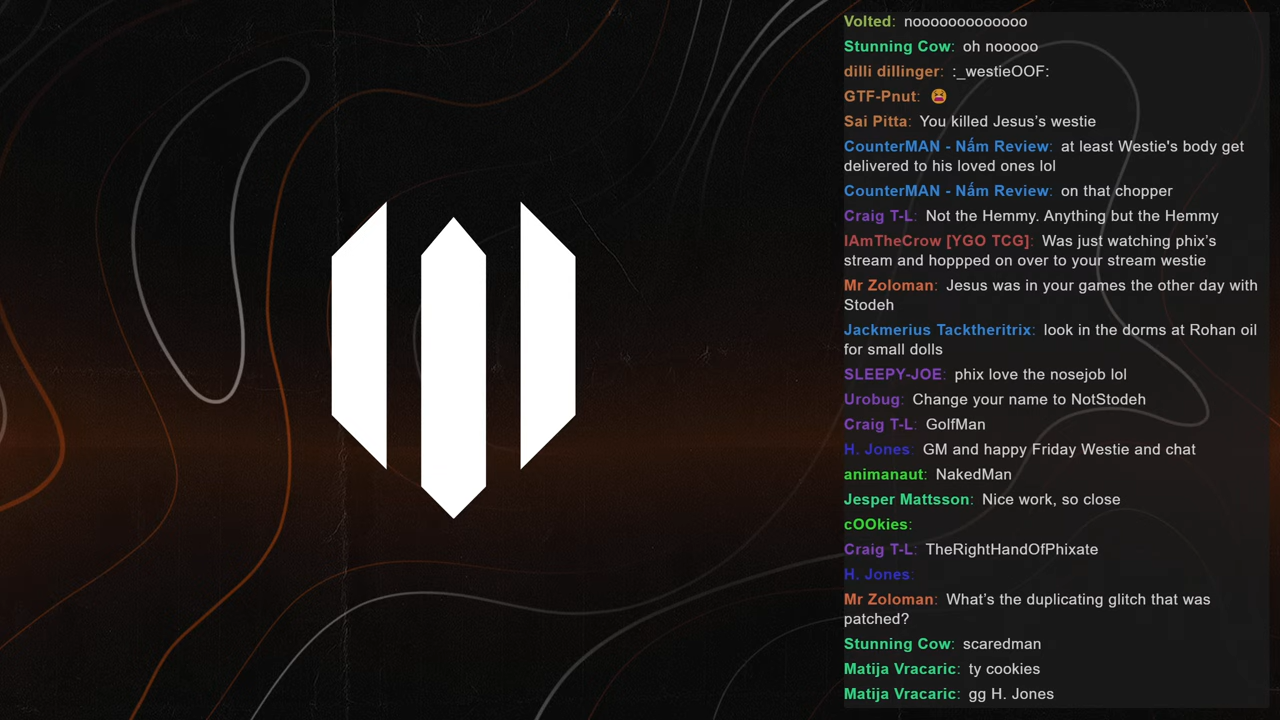 Volted: nooooooooooooo
Stunning Cow: oh nooooo
dilli dillinger: :_westieOOF:
GTF-Pnut: 😫
Sai Pitta: You killed Jesus's westie
CounterMAN - Nắm Review: at least Westie's body get
delivered to his loved ones lol
CounterMAN - Nắm Review: on that chopper
Craig T-L: Not the Hemmy. Anything but the Hemmy
IAmTheCrow [YGO TCG]: Was just watching phix's
stream and hoppped on over to your stream westie
Mr Zoloman: Jesus was in your games the other day with
Stodeh
Jackmerius Tacktheritrix: look in the dorms at Rohan oil
for small dolls
SLEEPY-JOE: phix love the nosejob lol
Urobug: Change your name to NotStodeh
Craig T-L: GolfMan
H. Jones: GM and happy Friday Westie and chat
animanaut: NakedMan
Jesper Mattsson: Nice work, so close
cOOkies:
Craig T-L: TheRightHandOfPhixate
H. Jones:
Mr Zoloman: What's the duplicating glitch that was
patched?
Stunning Cow: scaredman
Matija Vracaric: ty cookies
Matija Vracaric: gg H. Jones